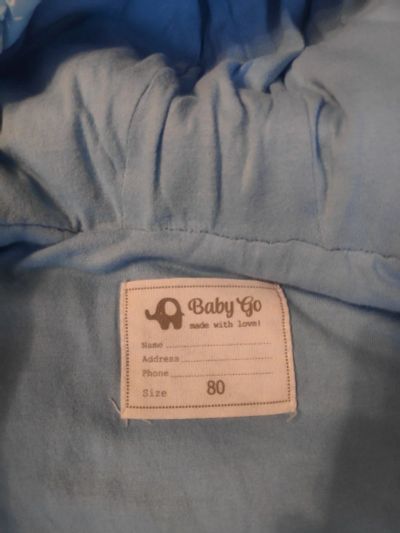 Baby Go
made with love!
Name
Address
Phone
Size 80